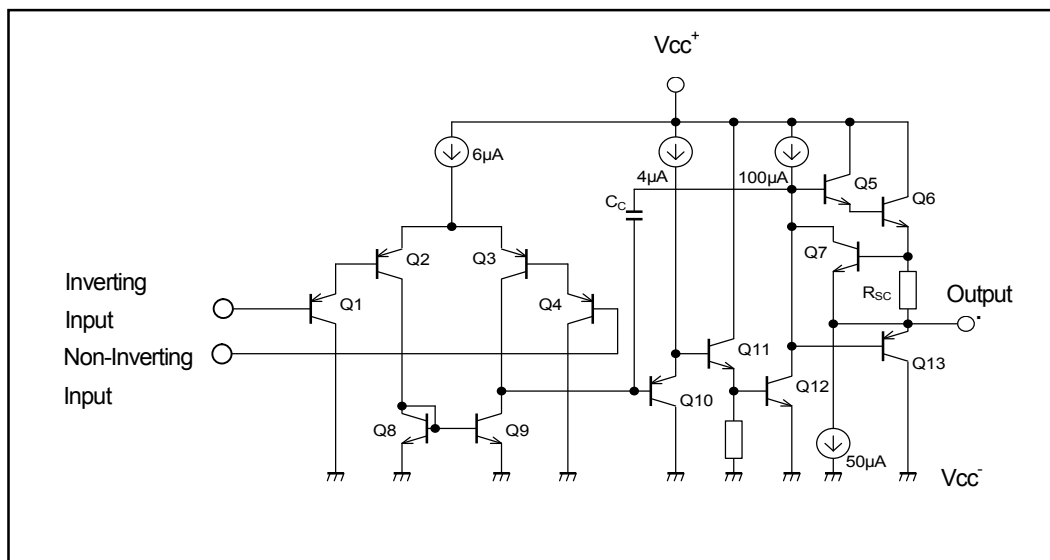 Vcc+
6µA
4µA
100µA
Q5
Q6
CC
Q2
Q3
Q7
Inverting
Input
Q1
Q4
RSC
Output
Non-Inverting
Input
Q11
Q13
Q10
Q12
Q8
Q9
50µA
Vcc-